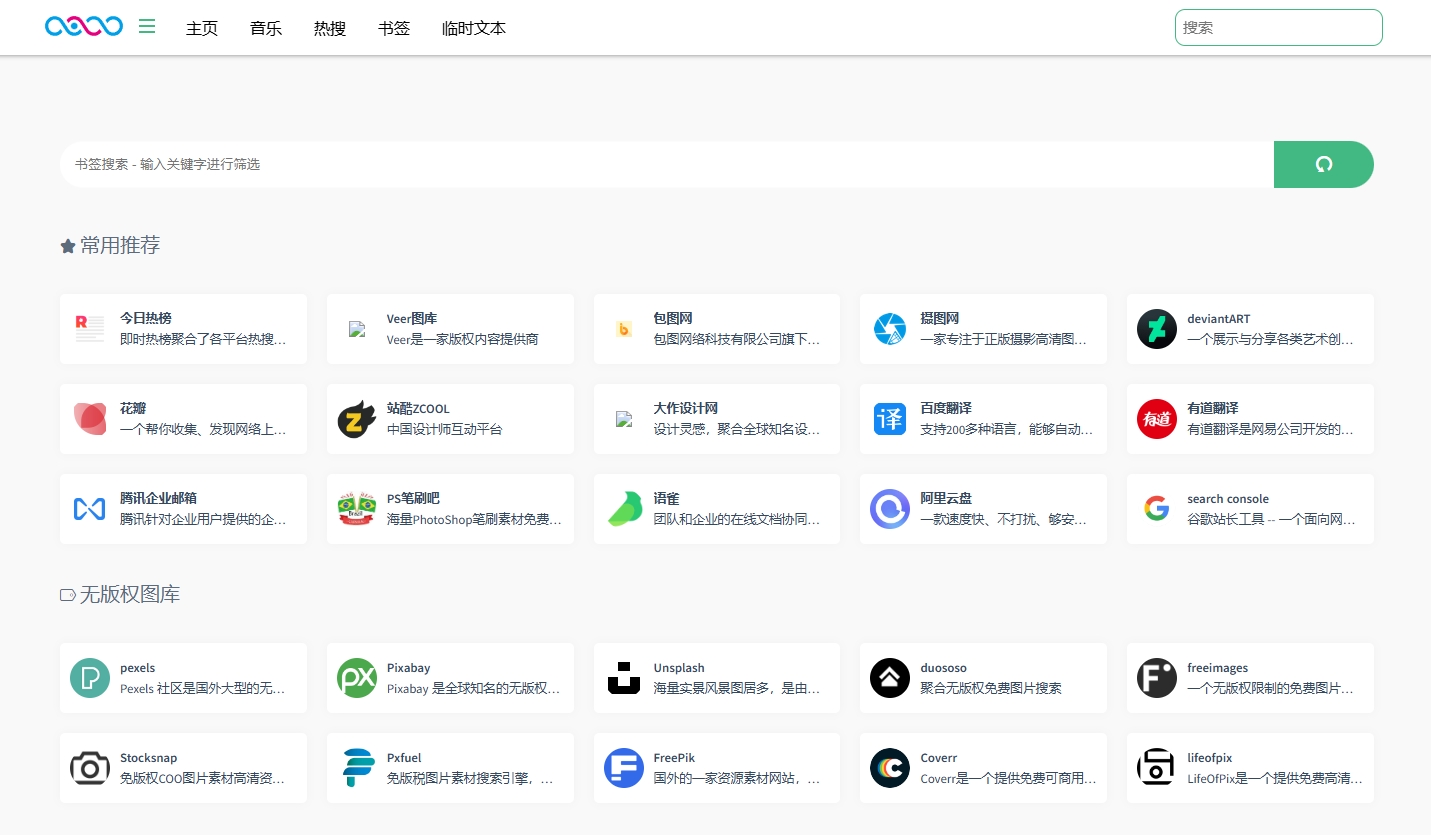 主页 音乐 热搜 书签 临时文本 搜索
书签搜索 - 输入关键字进行筛选
常用推荐
今日热榜
即时热榜聚合了各平台热搜…
Veer图库
Veer是一家版权内容提供商
包图网
包图网络科技有限公司旗下…
摄图网
一家专注于正版摄影高清图…
deviantART
一个展示与分享各类艺术创…
花瓣
一个帮你收集、发现网络上…
站酷ZCOOL
中国设计师互动平台
大作设计网
设计灵感，聚合全球知名设…
译
百度翻译
支持200多种语言，能够自动…
有道
有道翻译
有道翻译是网易公司开发的…
腾讯企业邮箱
腾讯针对企业用户提供的企…
PS笔刷吧
海量PhotoShop笔刷素材免费…
语雀
团队和企业的在线文档协同…
阿里云盘
一款速度快、不打扰、够安…
search console
谷歌站长工具 -- 一个面向网…
无版权图库
pexels
Pexels 社区是国外大型的无…
px
Pixabay
Pixabay 是全球知名的无版权…
Unsplash
海量实景风景图居多，是由…
duososo
聚合无版权免费图片搜索
freeimages
一个无版权限制的免费图片…
Stocksnap
免版权COO图片素材高清资…
Pxfuel
免版税图片素材搜索引擎，…
FreePik
国外的一家资源素材网站，…
Coverr
Coverr是一个提供免费可商用…
lifeofpix
LifeOfPix是一个提供免费高清…